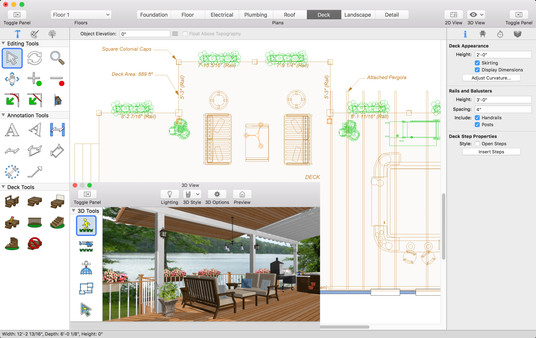 Floor 1
Foundation Floor Electrical Plumbing Roof Deck Landscape Detail
Toggle Panel Floors Plans 2D View 3D View Toggle Panel
Object Elevation: 0" Float Above Topography
Editing Tools
Annotation Tools
Deck Tools
Square Colonial Caps
Deck Area: 889 ft²
Attached Pergola
DECK
3D View
Toggle Panel Lighting 3D Style 3D Options Preview
3D Tools
Deck Appearance
Height: 2'-0"
Skirting
Display Dimensions
Adjust Curvature...
Rails and Balusters
Height: 3'-0"
Spacing: 6"
Include: Handrails
Posts
Deck Step Properties
Style: Open Steps
Insert Steps
Width: 12'-2 13/16", Depth: 6'-0 1/8", Height: 0"